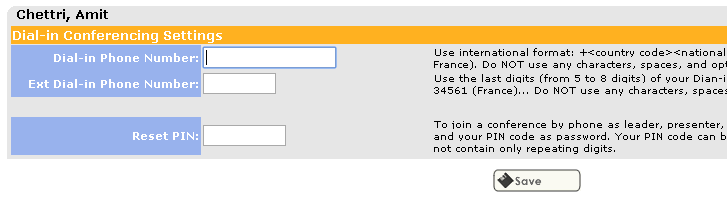 Chettri, Amit
Dial-in Conferencing Settings
Dial-in Phone Number:
Use international format: +<country code><national
France). Do NOT use any characters, spaces, and opt
Ext Dial-in Phone Number:
Use the last digits (from 5 to 8 digits) of your Dian-i
34561 (France)... Do NOT use any characters, spaces
Reset PIN:
To join a conference by phone as leader, presenter,
and your PIN code as password. Your PIN code can b
not contain only repeating digits.
Save